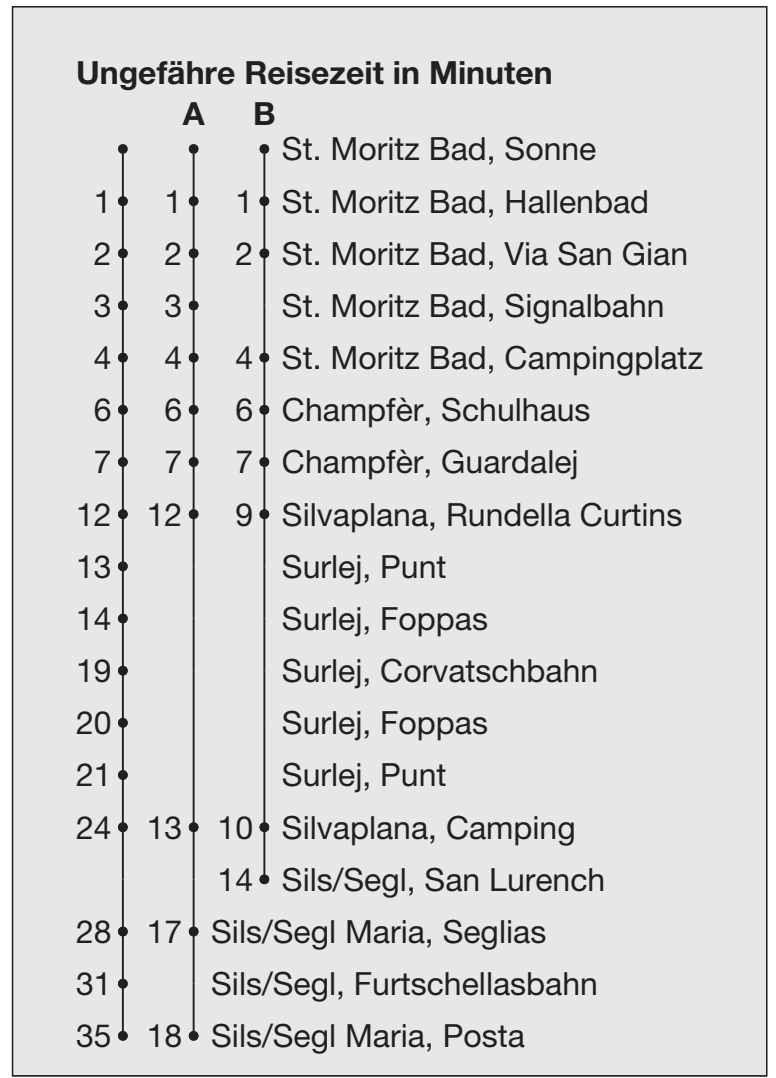 Ungefähre Reisezeit in Minuten
A B
St. Moritz Bad, Sonne
1 1 1 St. Moritz Bad, Hallenbad
2 2 2 St. Moritz Bad, Via San Gian
3 3 St. Moritz Bad, Signalbahn
4 4 4 St. Moritz Bad, Campingplatz
6 6 6 Champfèr, Schulhaus
7 7 7 Champfèr, Guardalej
12 12 9 Silvaplana, Rundella Curtins
13 Surlej, Punt
14 Surlej, Foppas
19 Surlej, Corvatschbahn
20 Surlej, Foppas
21 Surlej, Punt
24 13 10 Silvaplana, Camping
14 Sils/Segl, San Lurench
28 17 Sils/Segl Maria, Seglias
31 Sils/Segl, Furtschellasbahn
35 18 Sils/Segl Maria, Posta